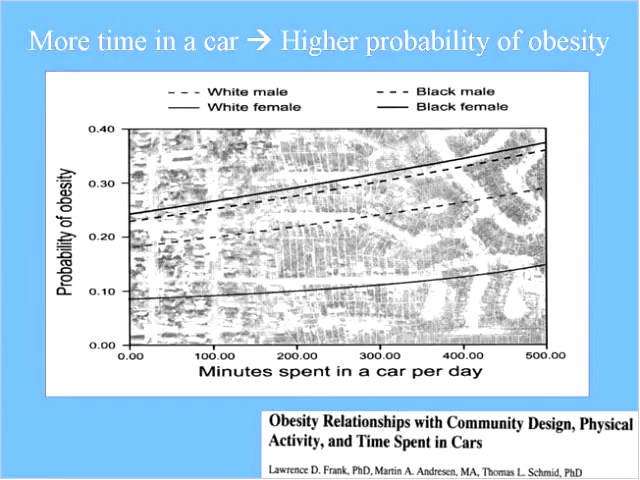 More time in a car → Higher probability of obesity
White male
Black male
White female
Black female
Probability of obesity
0.40
0.30
0.20
0.10
0.00
0.00 100.00 200.00 300.00 400.00 500.00
Minutes spent in a car per day
Obesity Relationships with Community Design, Physical
Activity, and Time Spent in Cars
Lawrence D. Frank, PhD, Martin A. Andresen, MA, Thomas L. Schmid, PhD